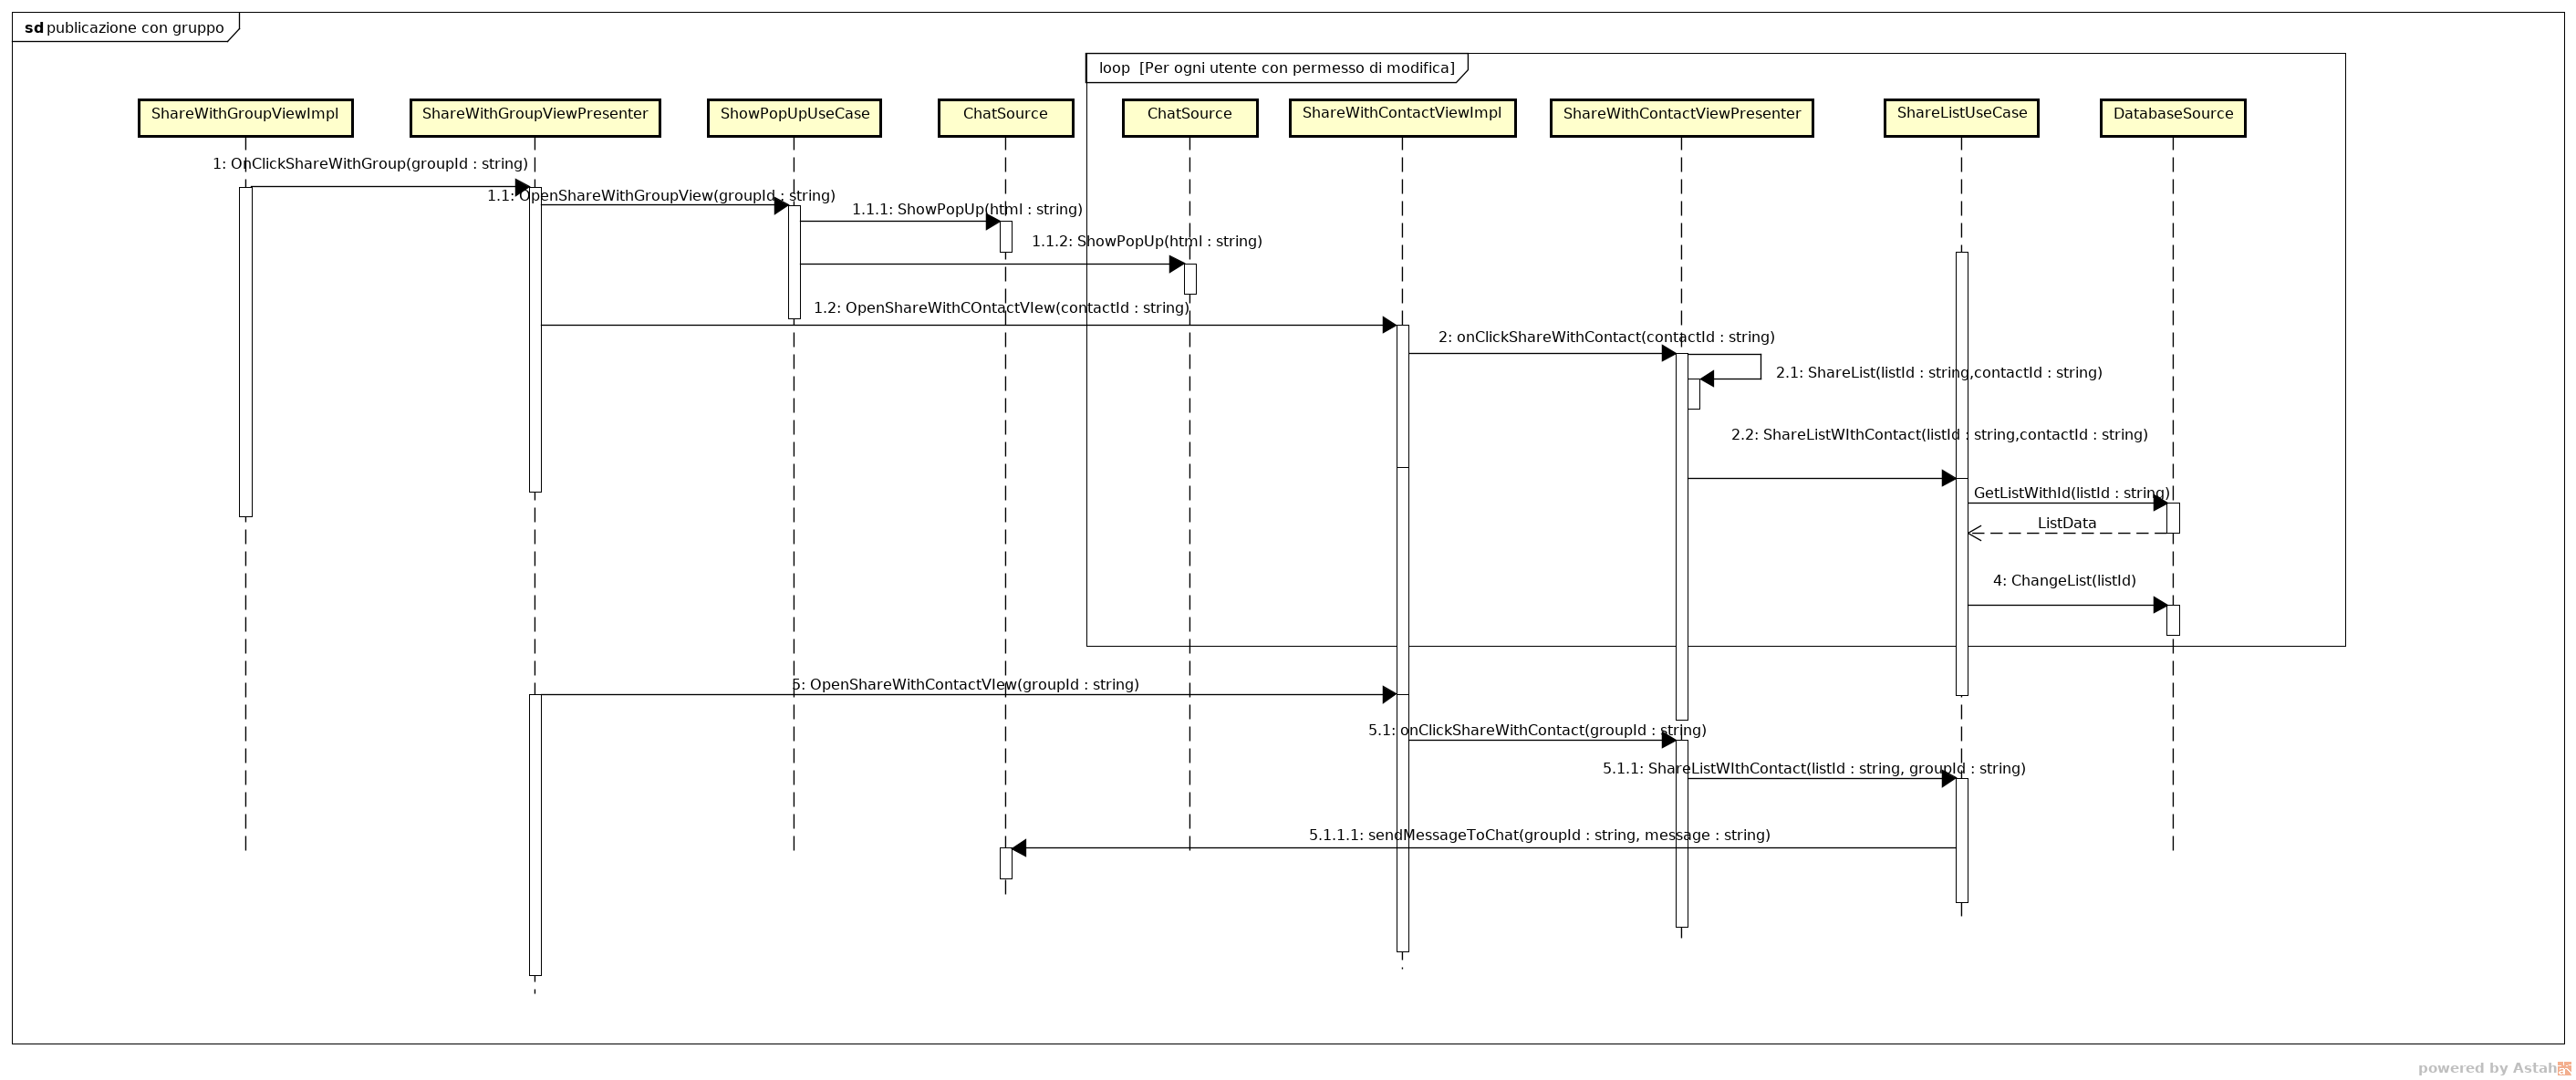 sd publicazione con gruppo
loop [Per ogni utente con permesso di modifica]
ShareWithGroupViewImpl
ShareWithGroupViewPresenter
ShowPopUpUseCase
ChatSource
ChatSource
ShareWithContactViewImpl
ShareWithContactViewPresenter
ShareListUseCase
DatabaseSource
1: OnClickShareWithGroup(groupId : string)
1.1: OpenShareWithGroupView(groupId : string)
1.1.1: ShowPopUp(html : string)
1.1.2: ShowPopUp(html : string)
1.2: OpenShareWithCOntactVIew(contactId : string)
2: onClickShareWithContact(contactId : string)
2.1: ShareList(listId : string,contactId : string)
2.2: ShareListWIthContact(listId : string,contactId : string)
GetListWithId(listId : string)
ListData
4: ChangeList(listId)
5: OpenShareWithContactVIew(groupId : string)
5.1: onClickShareWithContact(groupId : string)
5.1.1: ShareListWIthContact(listId : string, groupId : string)
5.1.1.1: sendMessageToChat(groupId : string, message : string)
powered by Astah